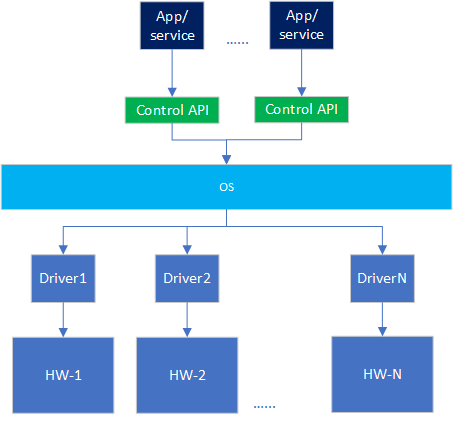 App/
service
App/
service
......
Control API
Control API
OS
Driver1
Driver2
DriverN
HW-1
HW-2
HW-N
......